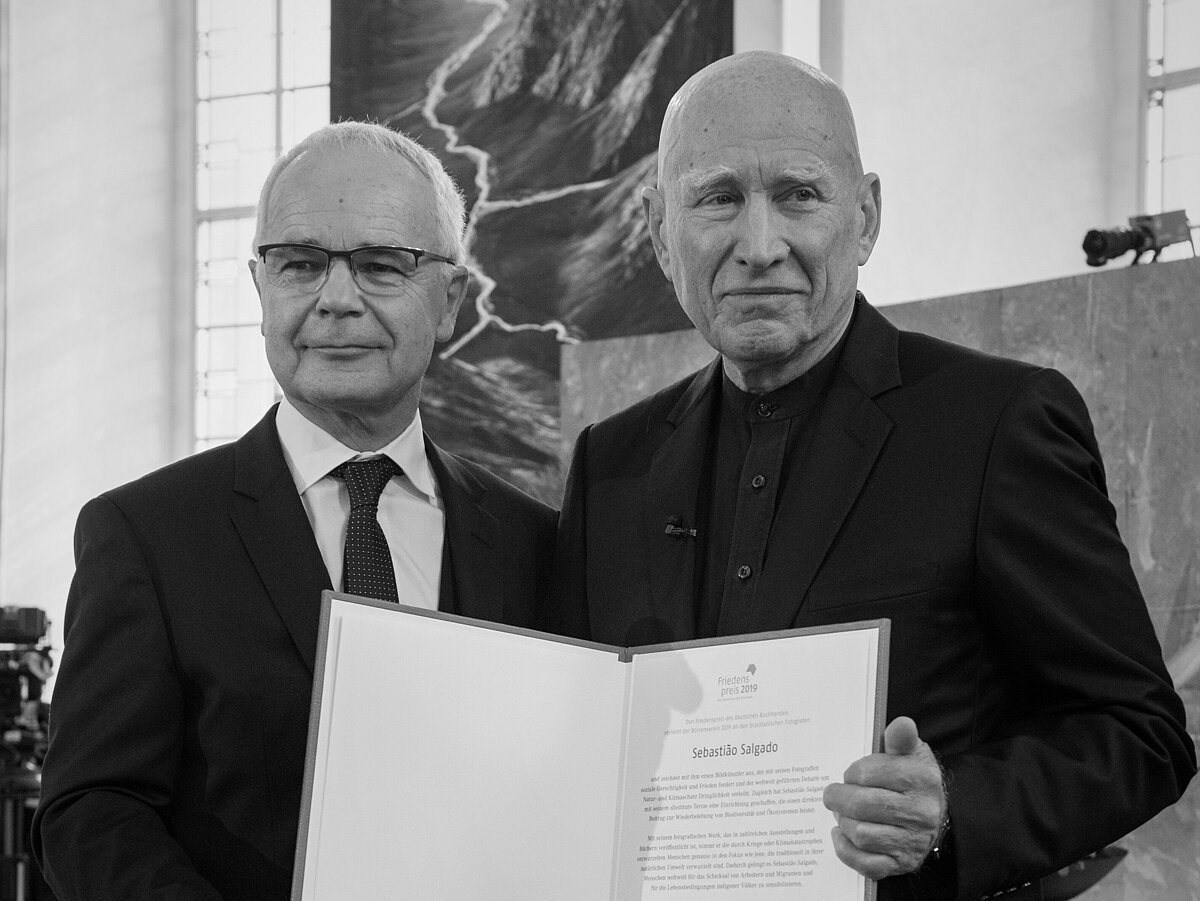 Friedens
preis 2019
Den Friedenspreis des Deutschen Buchhandels
verleiht der Börsenverein 2019 an den brasilianischen Fotografen
Sebastião Salgado
und zeichnet mit ihm einen Bildkünstler aus, der mit seinen Fotografien
soziale Gerechtigkeit und Frieden fordert und der weltweit geführten Debatte um
Natur- und Klimaschutz Dringlichkeit verleiht. Zugleich hat Sebastião Salgado
mit seinem »Instituto Terra« eine Einrichtung geschaffen, die einen direkten
Beitrag zur Wiederbelebung von Biodiversität und Ökosystemen leistet.
Mit seinem fotografischen Werk, das in zahlreichen Ausstellungen und
Büchern veröffentlicht ist, nimmt er die durch Kriege oder Klimakatastrophen
entwurzelten Menschen genauso in den Fokus wie jene, die traditionell in ihrer
natürlichen Umwelt verwurzelt sind. Dadurch gelingt es Sebastião Salgado,
Menschen weltweit für das Schicksal von Arbeitern und Migranten und
für die Lebensbedingungen indigener Völker zu sensibilisieren.